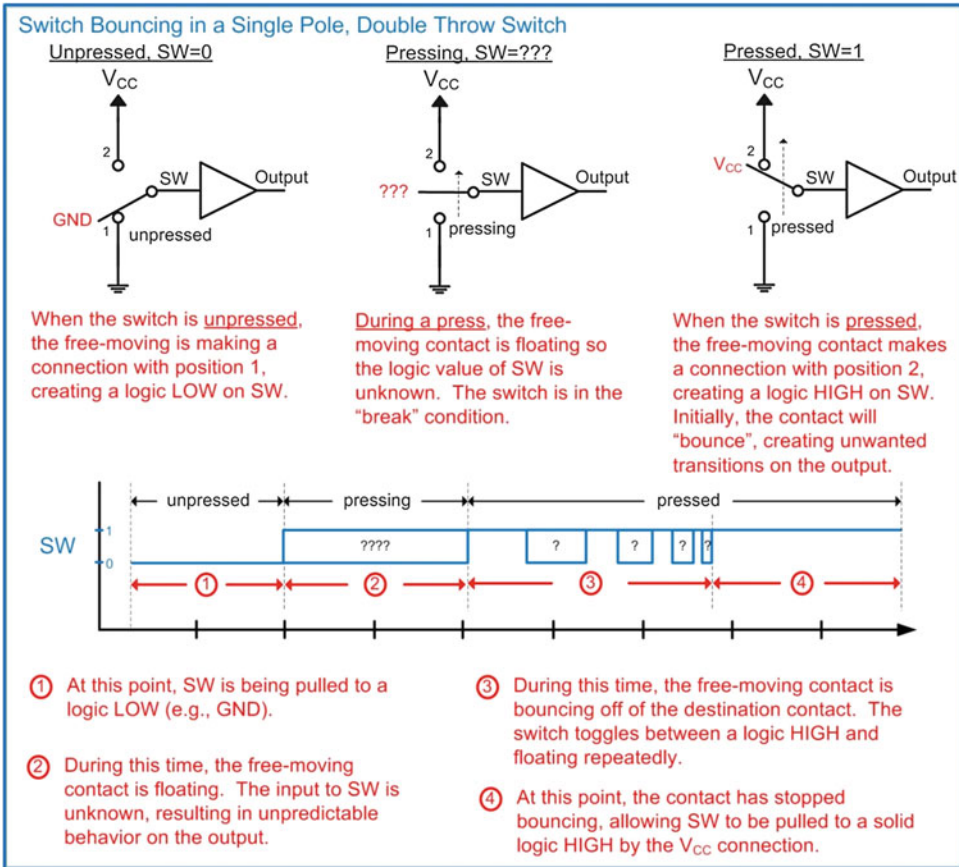 Switch Bouncing in a Single Pole, Double Throw Switch
Unpressed, SW=0
VCC
2
SW
Output
GND
1
unpressed
Pressing, SW=???
VCC
2
SW
Output
???
1
pressing
Pressed, SW=1
VCC
2
VCC
SW
Output
1
pressed
When the switch is unpressed,
the free-moving is making a
connection with position 1,
creating a logic LOW on SW.
During a press, the free-
moving contact is floating so
the logic value of SW is
unknown. The switch is in the
“break” condition.
When the switch is pressed,
the free-moving contact makes
a connection with position 2,
creating a logic HIGH on SW.
Initially, the contact will
“bounce”, creating unwanted
transitions on the output.
unpressed pressing pressed
SW
1
0
???? ? ? ? ?
1 2 3 4
1 At this point, SW is being pulled to a
logic LOW (e.g., GND).
2 During this time, the free-moving
contact is floating. The input to SW is
unknown, resulting in unpredictable
behavior on the output.
3 During this time, the free-moving contact is
bouncing off of the destination contact. The
switch toggles between a logic HIGH and
floating repeatedly.
4 At this point, the contact has stopped
bouncing, allowing SW to be pulled to a solid
logic HIGH by the VCC connection.